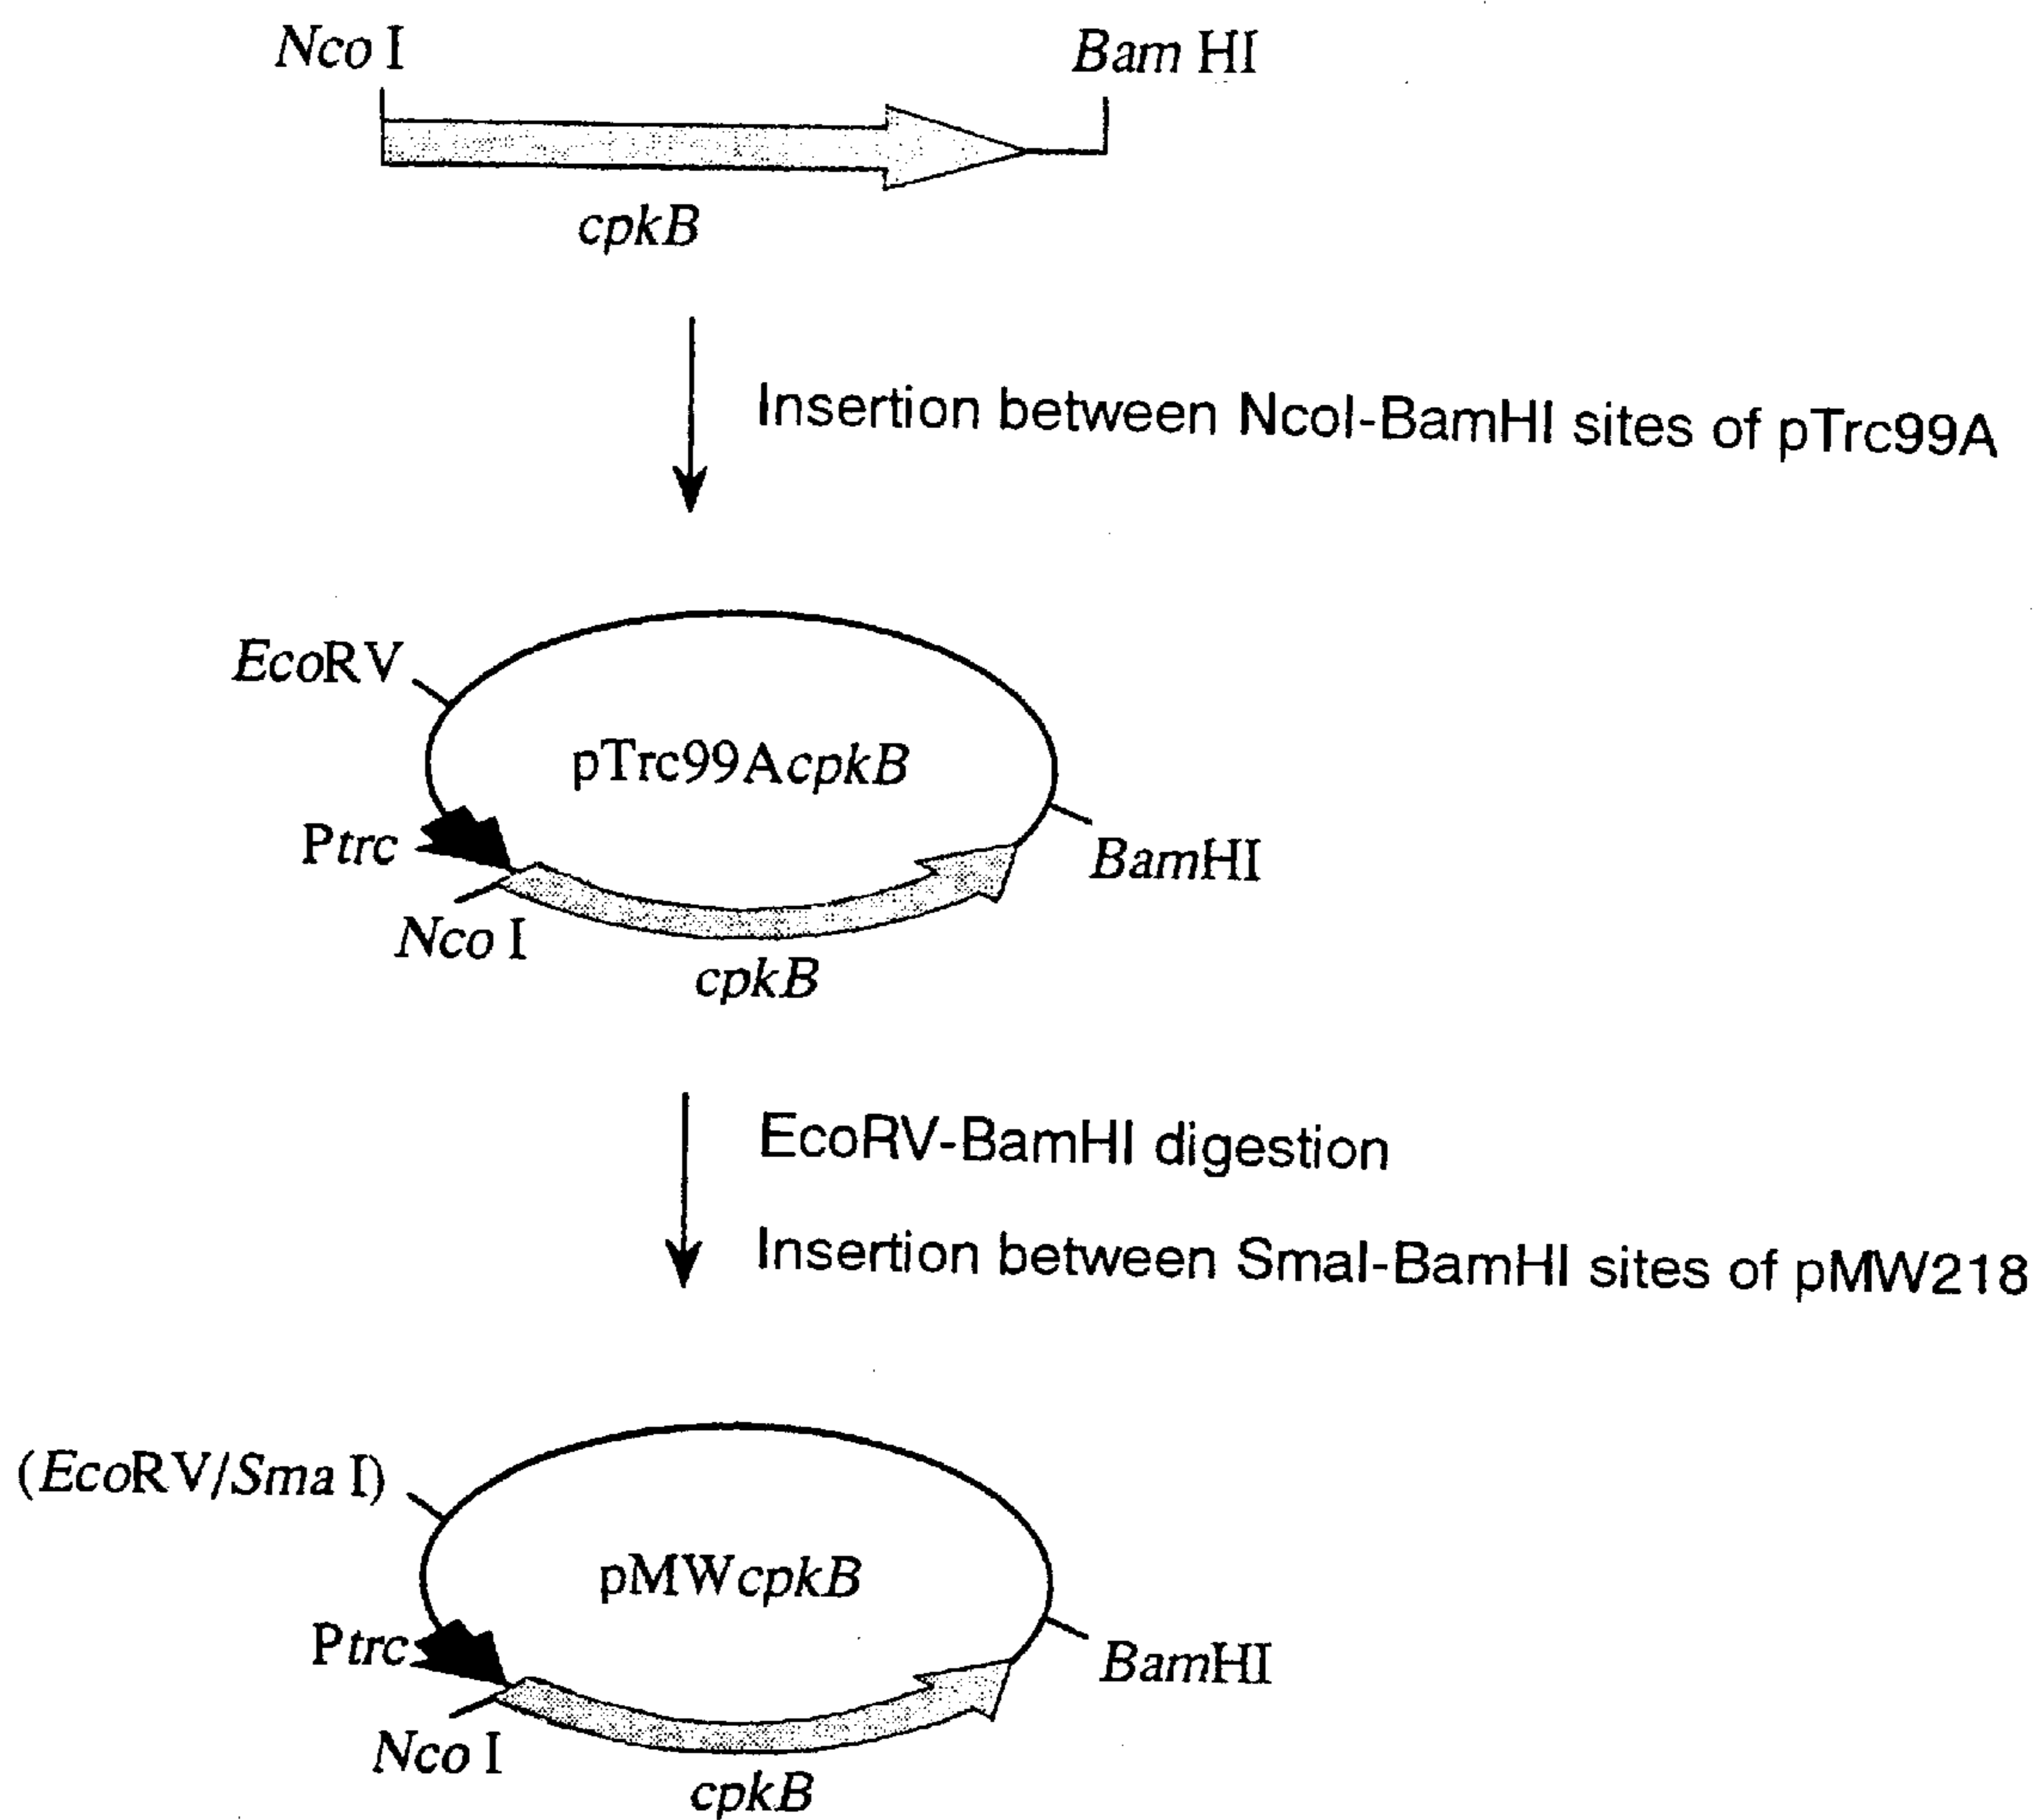 Nco I
Bam HI
cpkB
Insertion between NcoI-BamHI sites of pTrc99A
EcoRV
pTrc99AcpkB
Ptrc
BamHI
Nco I
cpkB
EcoRV-BamHI digestion
Insertion between SmaI-BamHI sites of pMW218
(EcoRV/Sma I)
pMWcpkB
Ptrc
BamHI
Nco I
cpkB